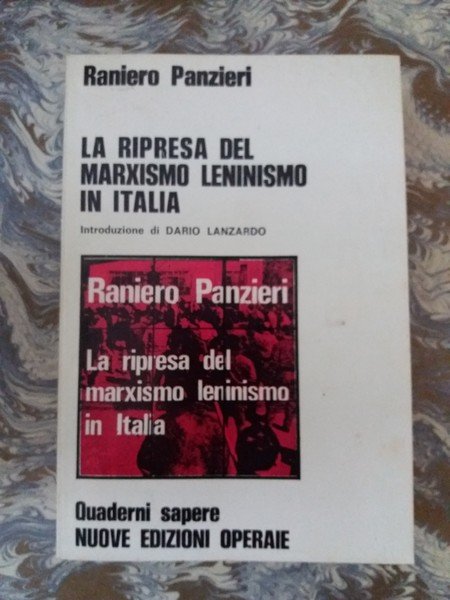 Raniero Panzieri
LA RIPRESA DEL
MARXISMO LENINISMO
IN ITALIA
Introduzione di DARIO LANZARDO
Raniero Panzieri
La ripresa del
marxismo leninismo
in Italia
Quaderni sapere
NUOVE EDIZIONI OPERAIE